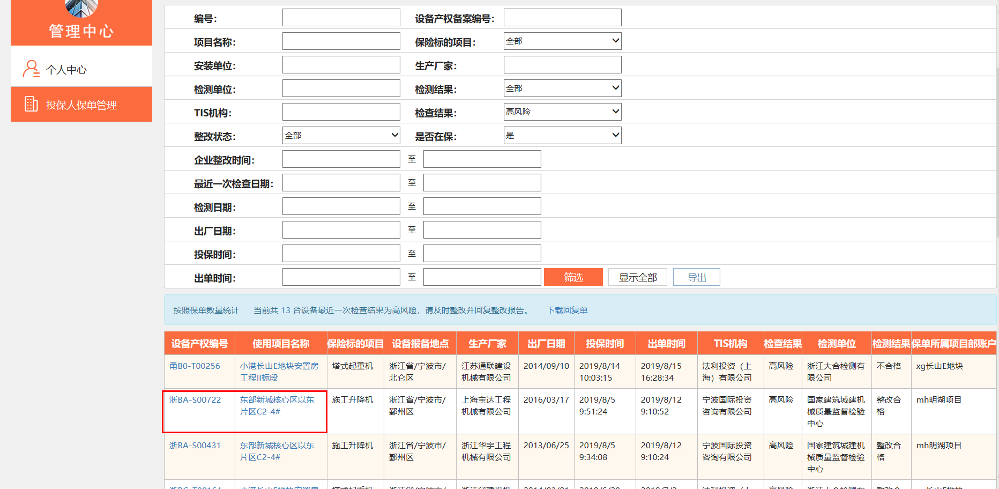 管理中心
个人中心
投保人保单管理
编号：
设备产权备案编号：
项目名称：
保险标的项目：
全部
安装单位：
生产厂家：
检测单位：
检测结果：
全部
TIS机构：
检查结果：
高风险
整改状态：
全部
是否在保：
是
企业整改时间：
至
最近一次检查日期：
至
检测日期：
至
出厂日期：
至
投保时间：
至
出单时间：
至
筛选
显示全部
导出
按照保单数量统计
当前共 13 台设备最近一次检查结果为高风险，请及时整改并回复整改报告。
下载回复单
设备产权编号
使用项目名称
保险标的项目
设备报备地点
生产厂家
出厂日期
投保时间
出单时间
TIS机构
检查结果
检测单位
检测结果
保单所属项目部账户
甬B0-T00256
小港长山E地块安置房
工程II标段
塔式起重机
浙江省/宁波市/
北仑区
江苏通联建设
机械有限公司
2014/09/10
2019/8/14
10:03:15
2019/8/15
16:28:34
法利投资（上
海）有限公司
高风险
浙江大合检测有
限公司
不合格
xg长山E地块
浙BA-S00722
东部新城核心区以东
片区C2-4#
施工升降机
浙江省/宁波市/
鄞州区
上海宝达工程
机械有限公司
2016/03/17
2019/8/5
9:51:24
2019/8/12
9:10:52
宁波国际投资
咨询有限公司
高风险
国家建筑城建机
械质量监督检验
中心
整改合
格
mh明湖项目
浙BA-S00431
东部新城核心区以东
片区C2-4#
施工升降机
浙江省/宁波市/
鄞州区
浙江华宇工程
机械有限公司
2013/06/25
2019/8/5
9:34:08
2019/8/12
9:10:24
宁波国际投资
咨询有限公司
高风险
国家建筑城建机
械质量监督检验
中心
整改合
格
mh明湖项目